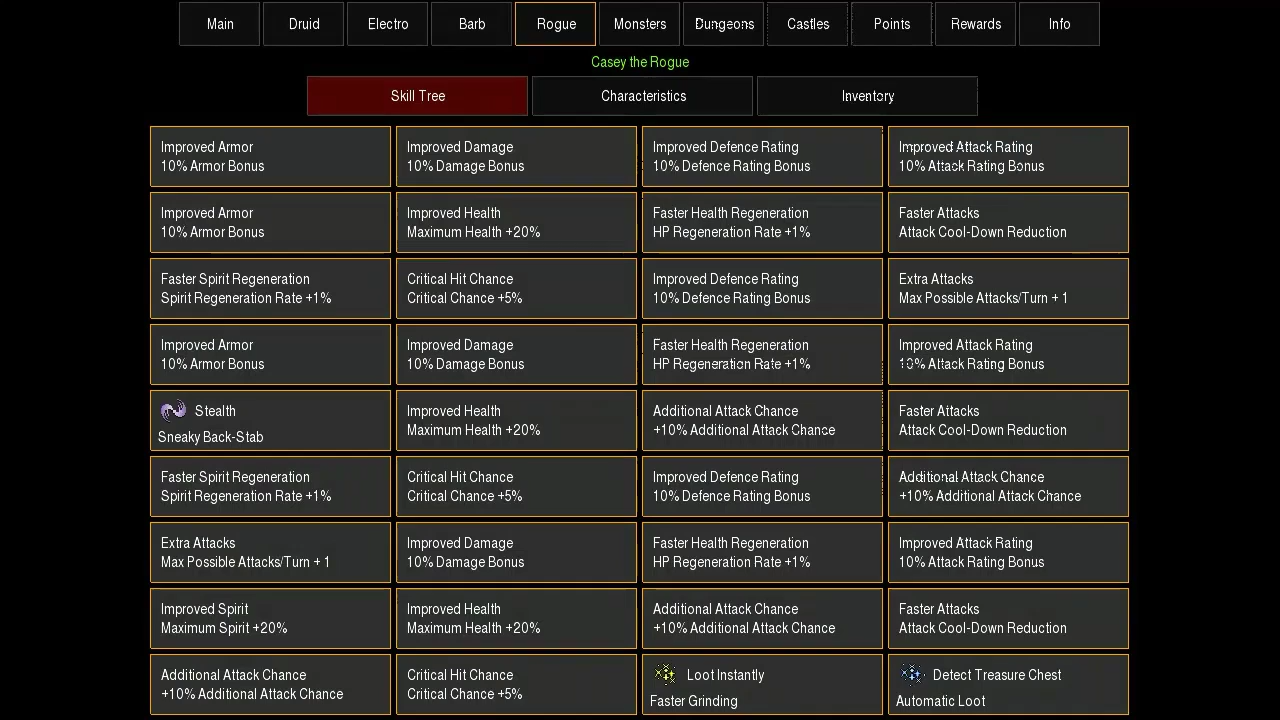 Main Druid Electro Barb Rogue Monsters Dungeons Castles Points Rewards Info
Casey the Rogue
Skill Tree Characteristics Inventory
Improved Armor Improved Damage Improved Defence Rating Improved Attack Rating
10% Armor Bonus 10% Damage Bonus 10% Defence Rating Bonus 10% Attack Rating Bonus
Improved Armor Improved Health Faster Health Regeneration Faster Attacks
10% Armor Bonus Maximum Health +20% HP Regeneration Rate +1% Attack Cool-Down Reduction
Faster Spirit Regeneration Critical Hit Chance Improved Defence Rating Extra Attacks
Spirit Regeneration Rate +1% Critical Chance +5% 10% Defence Rating Bonus Max Possible Attacks/Turn + 1
Improved Armor Improved Damage Faster Health Regeneration Improved Attack Rating
10% Armor Bonus 10% Damage Bonus HP Regeneration Rate +1% 10% Attack Rating Bonus
Stealth Improved Health Additional Attack Chance Faster Attacks
Sneaky Back-Stab Maximum Health +20% +10% Additional Attack Chance Attack Cool-Down Reduction
Faster Spirit Regeneration Critical Hit Chance Improved Defence Rating Additional Attack Chance
Spirit Regeneration Rate +1% Critical Chance +5% 10% Defence Rating Bonus +10% Additional Attack Chance
Extra Attacks Improved Damage Faster Health Regeneration Improved Attack Rating
Max Possible Attacks/Turn + 1 10% Damage Bonus HP Regeneration Rate +1% 10% Attack Rating Bonus
Improved Spirit Improved Health Additional Attack Chance Faster Attacks
Maximum Spirit +20% Maximum Health +20% +10% Additional Attack Chance Attack Cool-Down Reduction
Additional Attack Chance Critical Hit Chance Loot Instantly Detect Treasure Chest
+10% Additional Attack Chance Critical Chance +5% Faster Grinding Automatic Loot